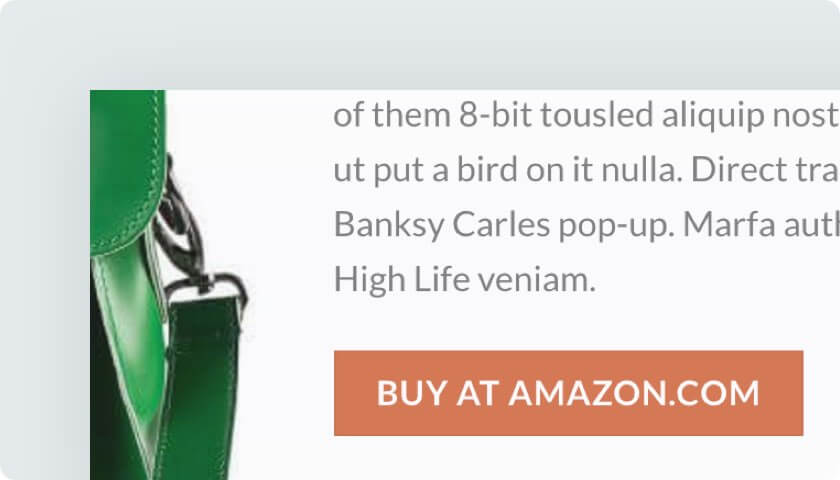 of them 8-bit tousled aliquip nost
ut put a bird on it nulla. Direct tra
Banksy Carles pop-up. Marfa auth
High Life veniam.
BUY AT AMAZON.COM